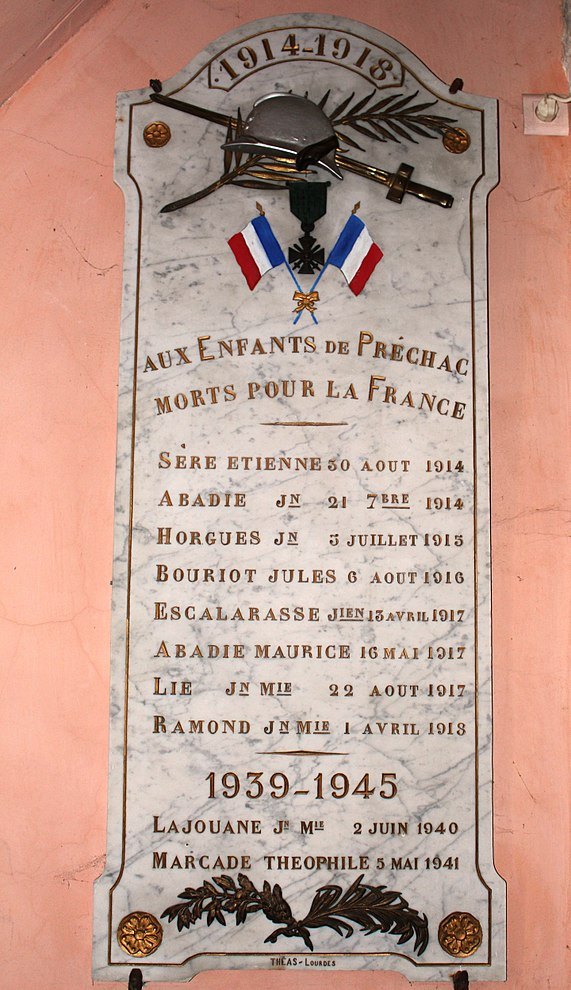 ·1914-1918·
AUX ENFANTS DE PRÉCHAC
MORTS POUR LA FRANCE
SÈRE ETIENNE 30 AOUT 1914
ABADIE JN 21 7BRE 1914
HORGUES JN 3 JUILLET 1915
BOURIOT JULES 6 AOUT 1916
ESCALARASSE JIEN 13 AVRIL 1917
ABADIE MAURICE 16 MAI 1917
LIE JN MIE 22 AOUT 1917
RAMOND JN MIE 1 AVRIL 1918
1939-1945
LAJOUANE JN MIE 2 JUIN 1940
MARCADE THEOPHILE 5 MAI 1941
THÉAS-LOURDES